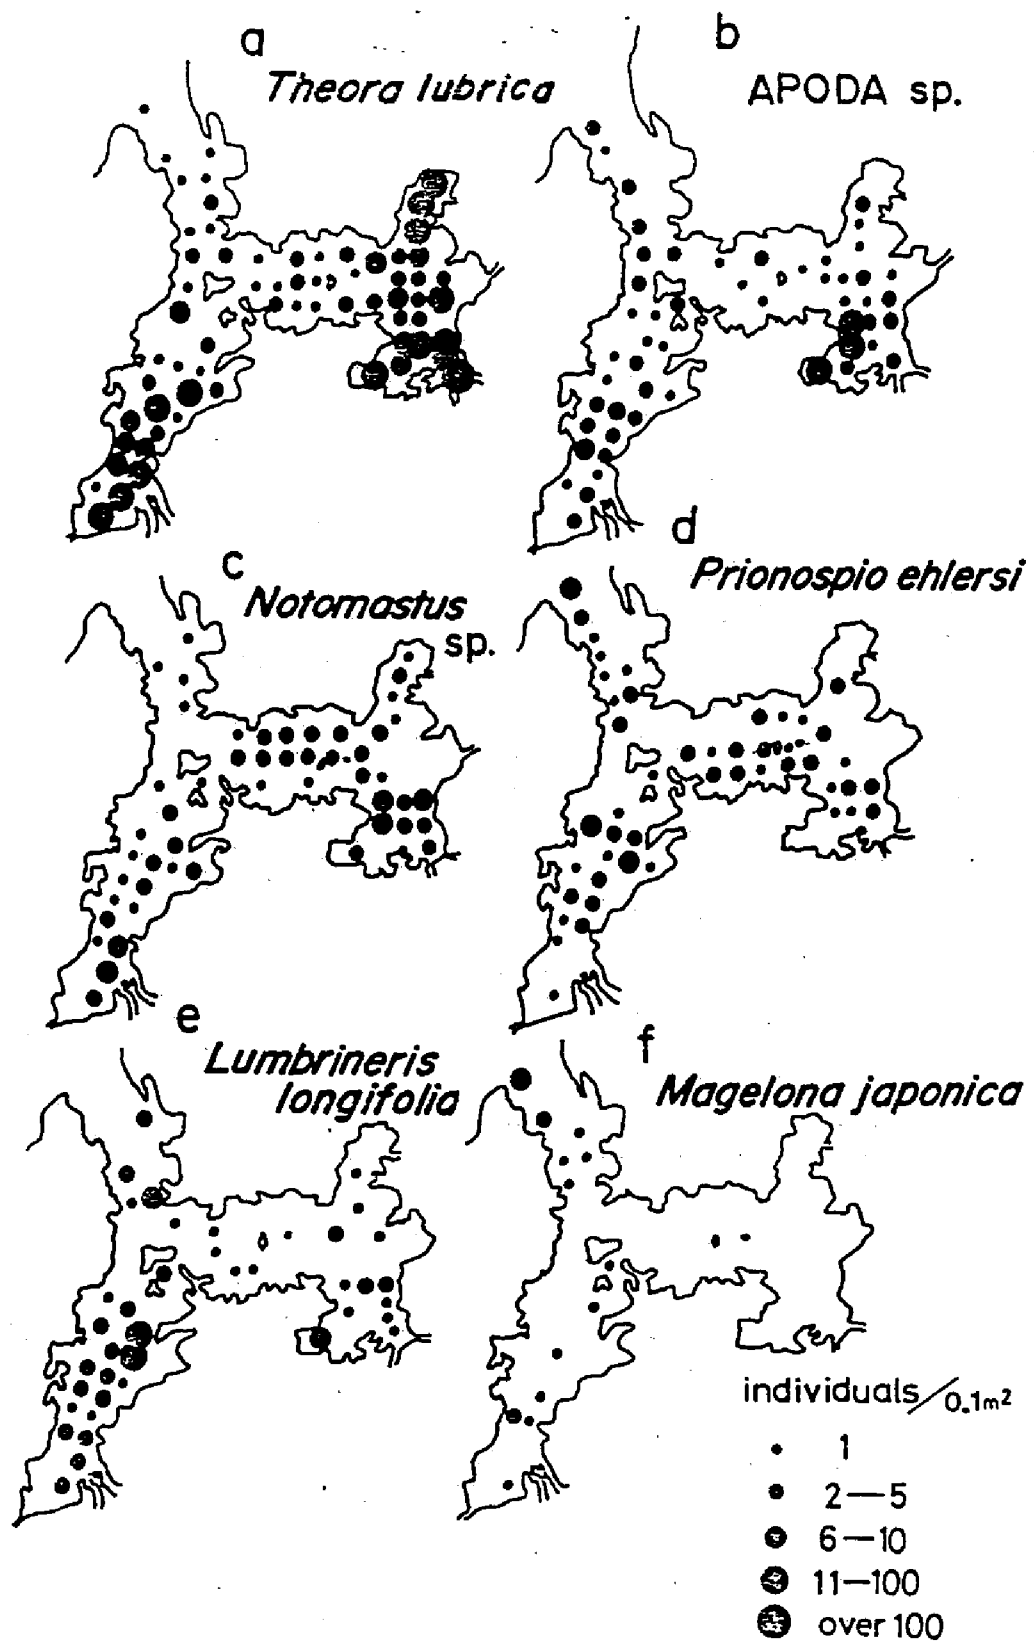 a
Theora lubrica
b
APODA sp.
c
Notomastus
sp.
d
Prionospio ehlersi
e
Lumbrineris
longifolia
f
Magelona japonica
individuals/0.1m²
1
2—5
6—10
11—100
over 100